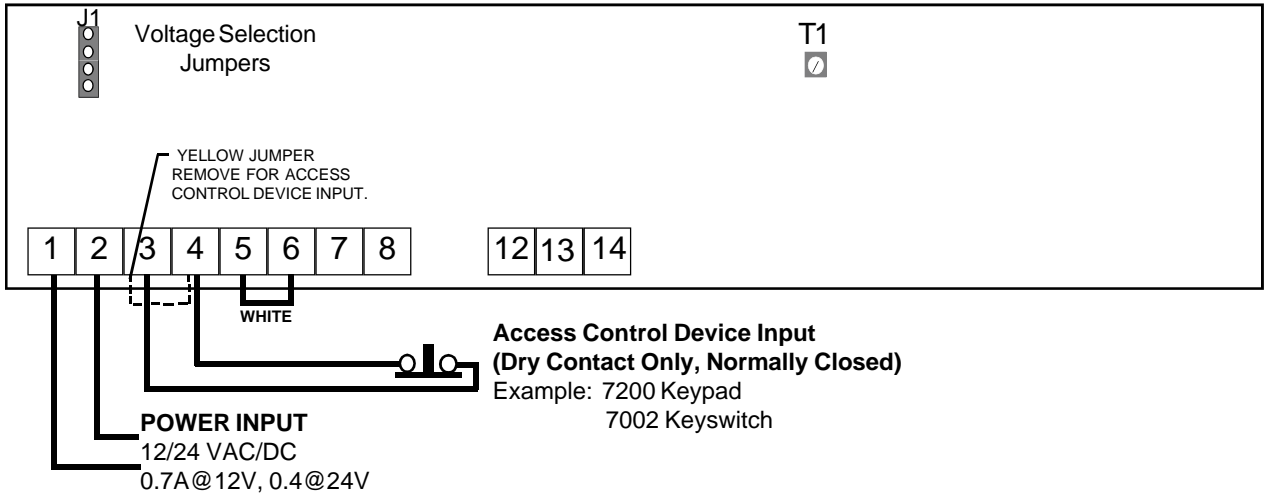 J1
Voltage Selection
Jumpers
T1
YELLOW JUMPER
REMOVE FOR ACCESS
CONTROL DEVICE INPUT.
1 2 3 4 5 6 7 8 12 13 14
WHITE
Access Control Device Input
(Dry Contact Only, Normally Closed)
Example: 7200 Keypad
7002 Keyswitch
POWER INPUT
12/24 VAC/DC
0.7A@12V, 0.4@24V